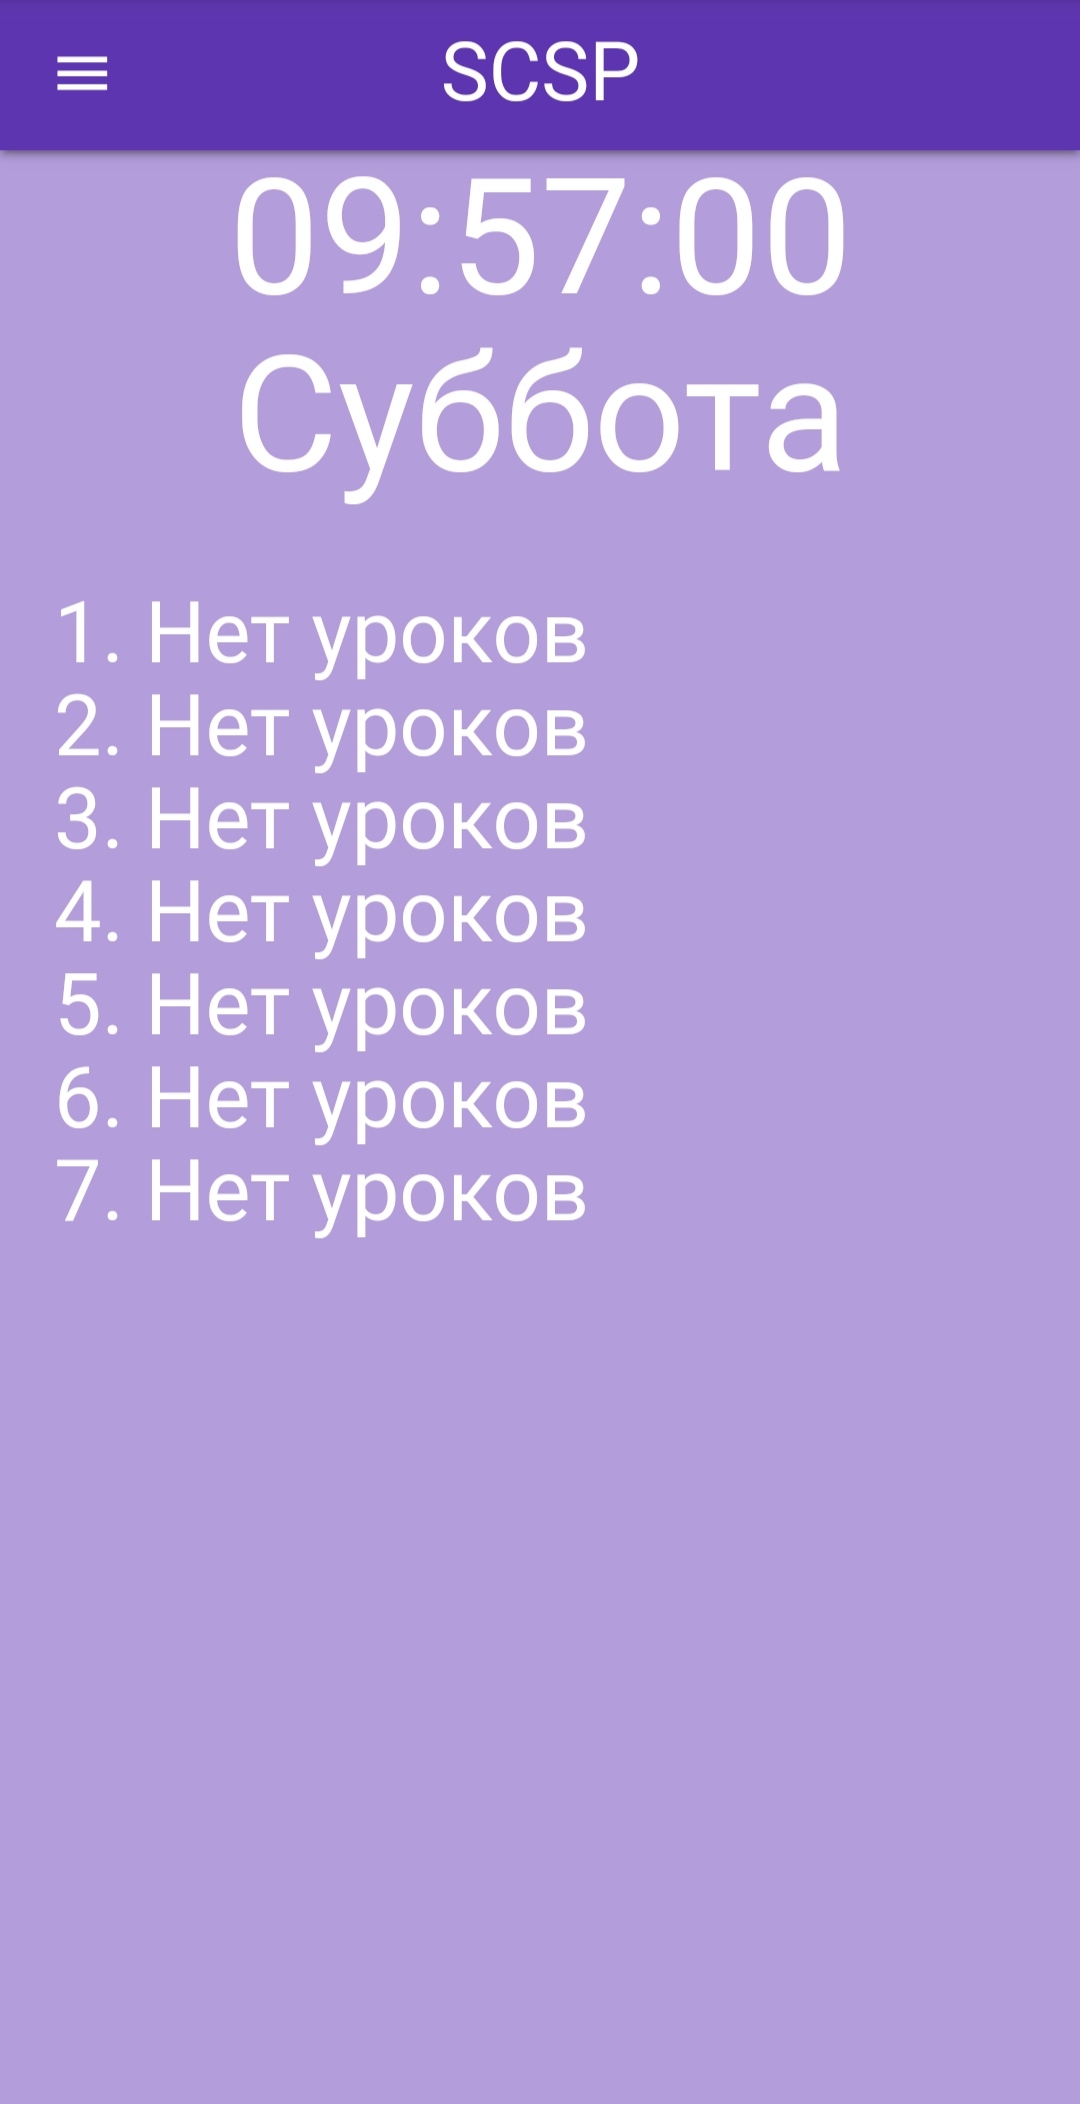 SCSP
09:57:00
Суббота
1. Нет уроков
2. Нет уроков
3. Нет уроков
4. Нет уроков
5. Нет уроков
6. Нет уроков
7. Нет уроков